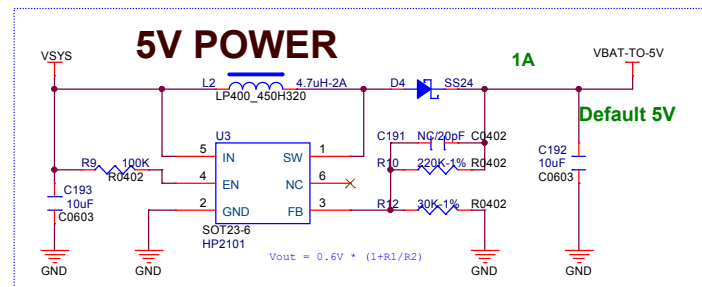 5V POWER
VSYS
1A
VBAT-TO-5V
L2
4.7uH-2A
D4
SS24
LP400_450H320
Default 5V
U3
C191
NC/20pF
C0402
5
IN
SW
1
R9
100K
R10
220K-1%
R0402
C192
10uF
C0603
R0402
4
EN
NC
6
C193
10uF
C0603
2
GND
FB
3
R12
30K-1%
R0402
SOT23-6
HP2101
Vout = 0.6V * (1+R1/R2)
GND
GND
GND
GND